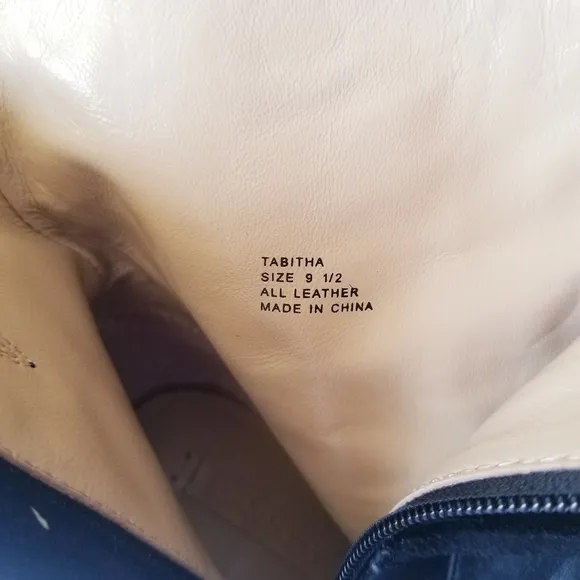 TABITHA
SIZE 9 1/2
ALL LEATHER
MADE IN CHINA